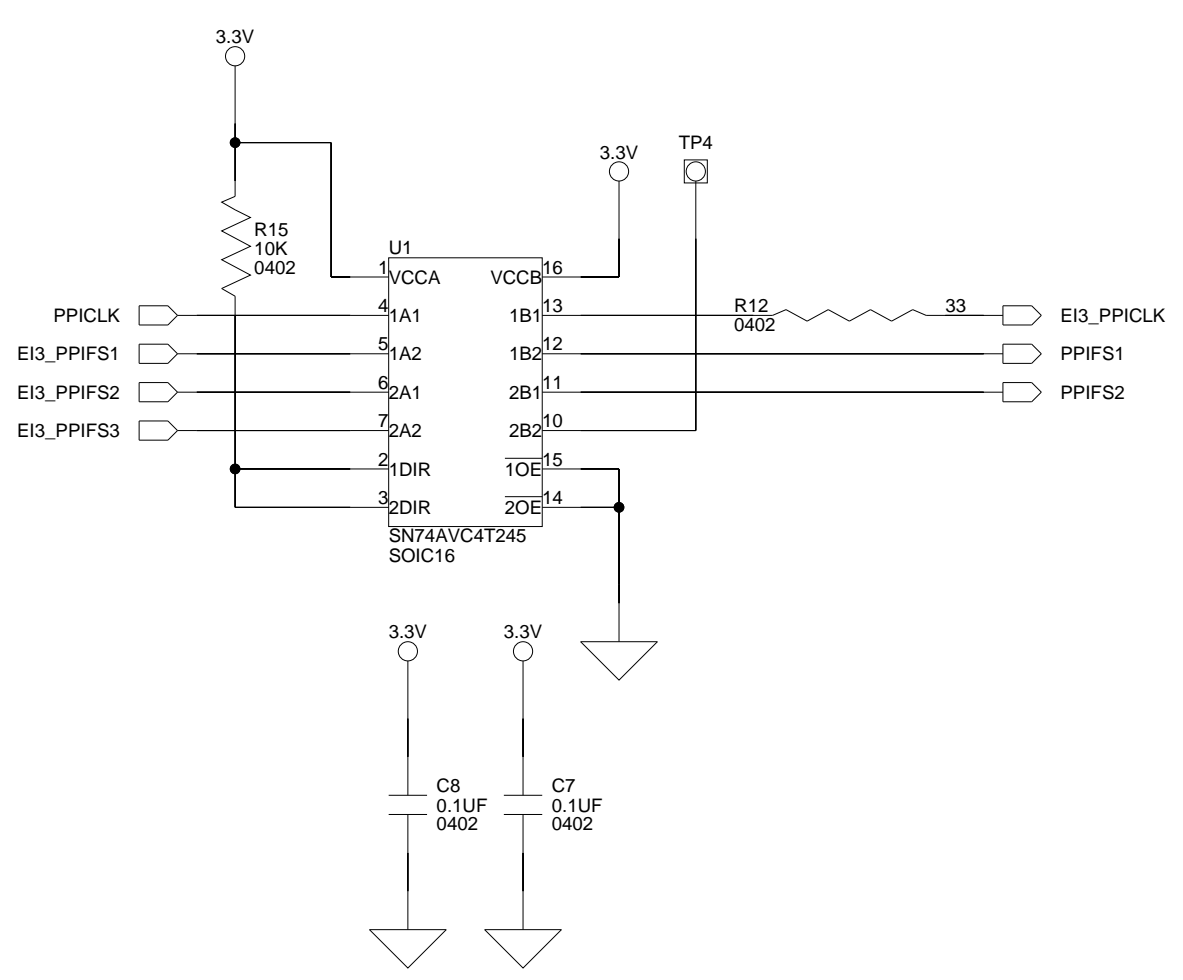 3.3V
TP4
3.3V
R15
10K
0402
U1
1 VCCA VCCB 16
PPICLK 4 1A1 1B1 13 R12 33 EI3_PPICLK
0402
EI3_PPIFS1 5 1A2 1B2 12 PPIFS1
EI3_PPIFS2 6 2A1 2B1 11 PPIFS2
EI3_PPIFS3 7 2A2 2B2 10
2 1DIR 1OE 15
3 2DIR 2OE 14
SN74AVC4T245
SOIC16
3.3V 3.3V
C8 C7
0.1UF 0.1UF
0402 0402